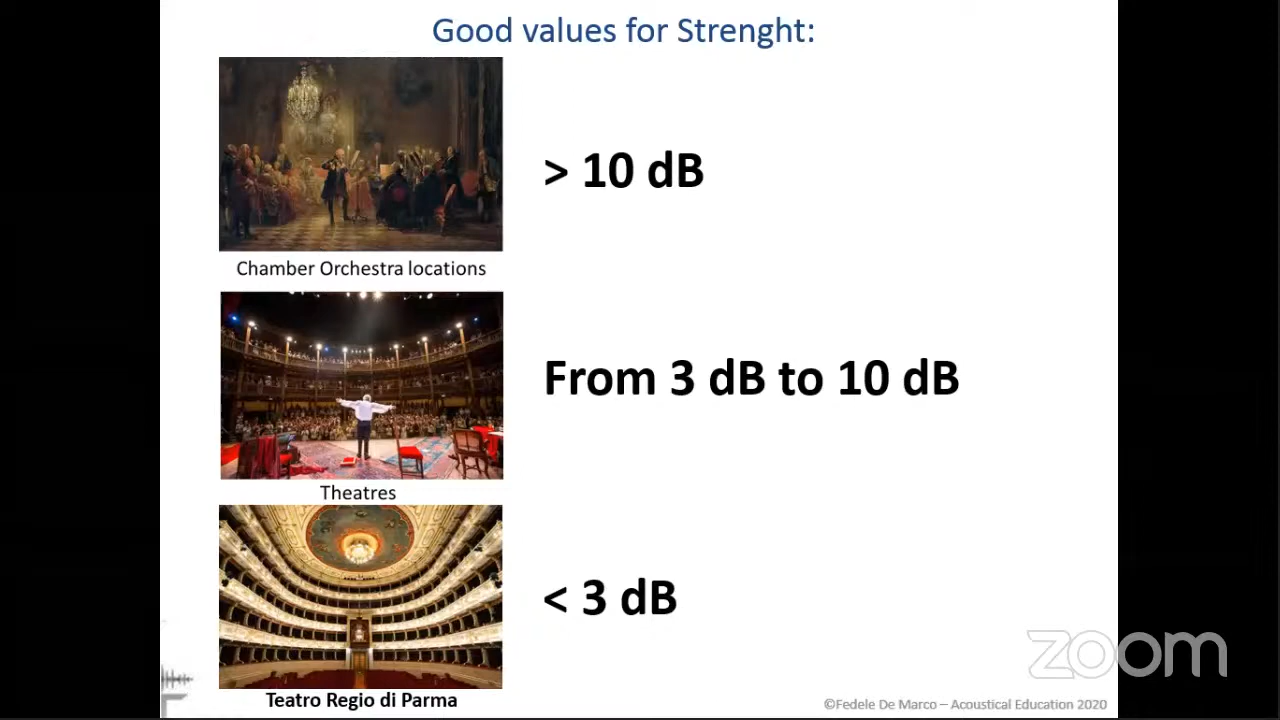 Good values for Strenght:
> 10 dB
Chamber Orchestra locations
From 3 dB to 10 dB
Theatres
< 3 dB
Teatro Regio di Parma
zoom
©Fedele De Marco – Acoustical Education 2020